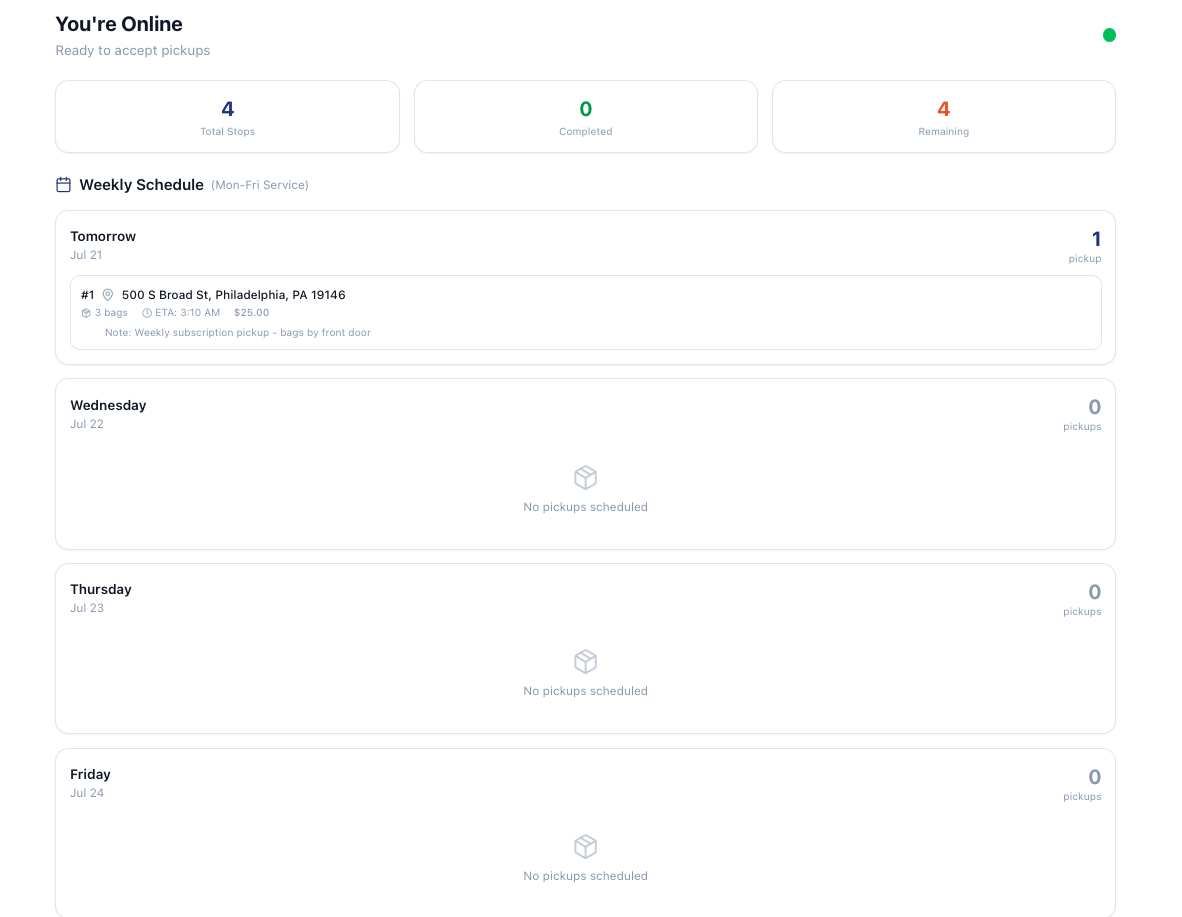 You're Online
Ready to accept pickups
4
Total Stops
0
Completed
4
Remaining
Weekly Schedule (Mon-Fri Service)
Tomorrow
Jul 21
1
pickup
#1 500 S Broad St, Philadelphia, PA 19146
3 bags ETA: 3:10 AM $25.00
Note: Weekly subscription pickup - bags by front door
Wednesday
Jul 22
0
pickups
No pickups scheduled
Thursday
Jul 23
0
pickups
No pickups scheduled
Friday
Jul 24
0
pickups
No pickups scheduled